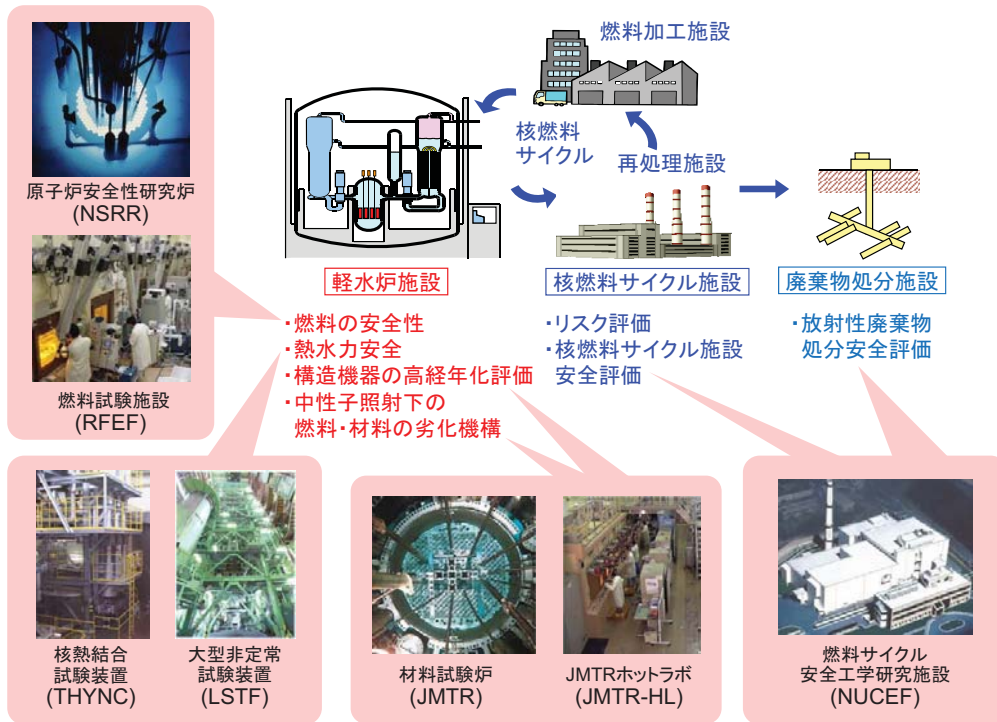 燃料加工施設
核燃料
サイクル
再処理施設
原子炉安全性研究炉
(NSRR)
燃料試験施設
(RFEF)
軽水炉施設
・燃料の安全性
・熱水力安全
・構造機器の高経年化評価
・中性子照射下の
燃料・材料の劣化機構
核燃料サイクル施設
・リスク評価
・核燃料サイクル施設
安全評価
廃棄物処分施設
・放射性廃棄物
処分安全評価
核熱結合
試験装置
(THYNC)
大型非定常
試験装置
(LSTF)
材料試験炉
(JMTR)
JMTRホットラボ
(JMTR-HL)
燃料サイクル
安全工学研究施設
(NUCEF)